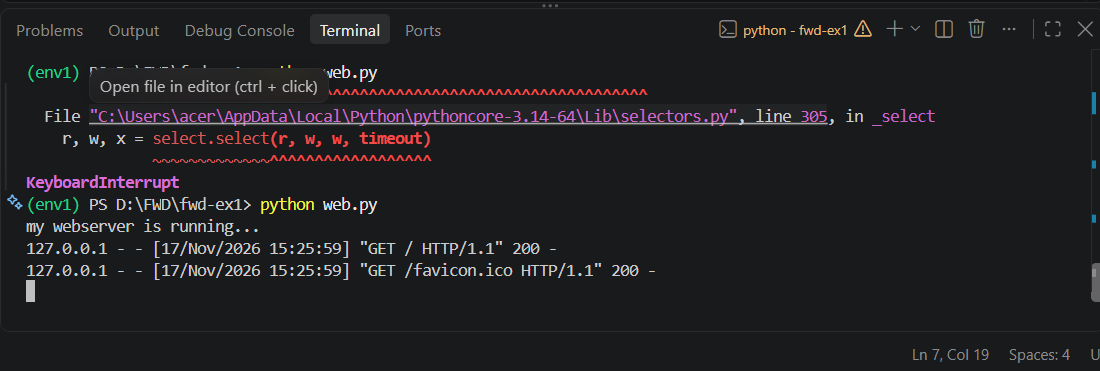 Problems Output Debug Console Terminal Ports python - fwd-ex1
(env1) web.py
Open file in editor (ctrl + click)
^^^^^^^^^^^^^^^^^^^^^^^^^^^^^^^^^^
File "C:\Users\acer\AppData\Local\Python\pythoncore-3.14-64\Lib\selectors.py", line 305, in _select
r, w, x = select.select(r, w, w, timeout)
~~~~~~~~~~~~~^^^^^^^^^^^^^^^^^
KeyboardInterrupt
(env1) PS D:\FWD\fwd-ex1> python web.py
my webserver is running...
127.0.0.1 - - [17/Nov/2026 15:25:59] "GET / HTTP/1.1" 200 -
127.0.0.1 - - [17/Nov/2026 15:25:59] "GET /favicon.ico HTTP/1.1" 200 -
Ln 7, Col 19 Spaces: 4